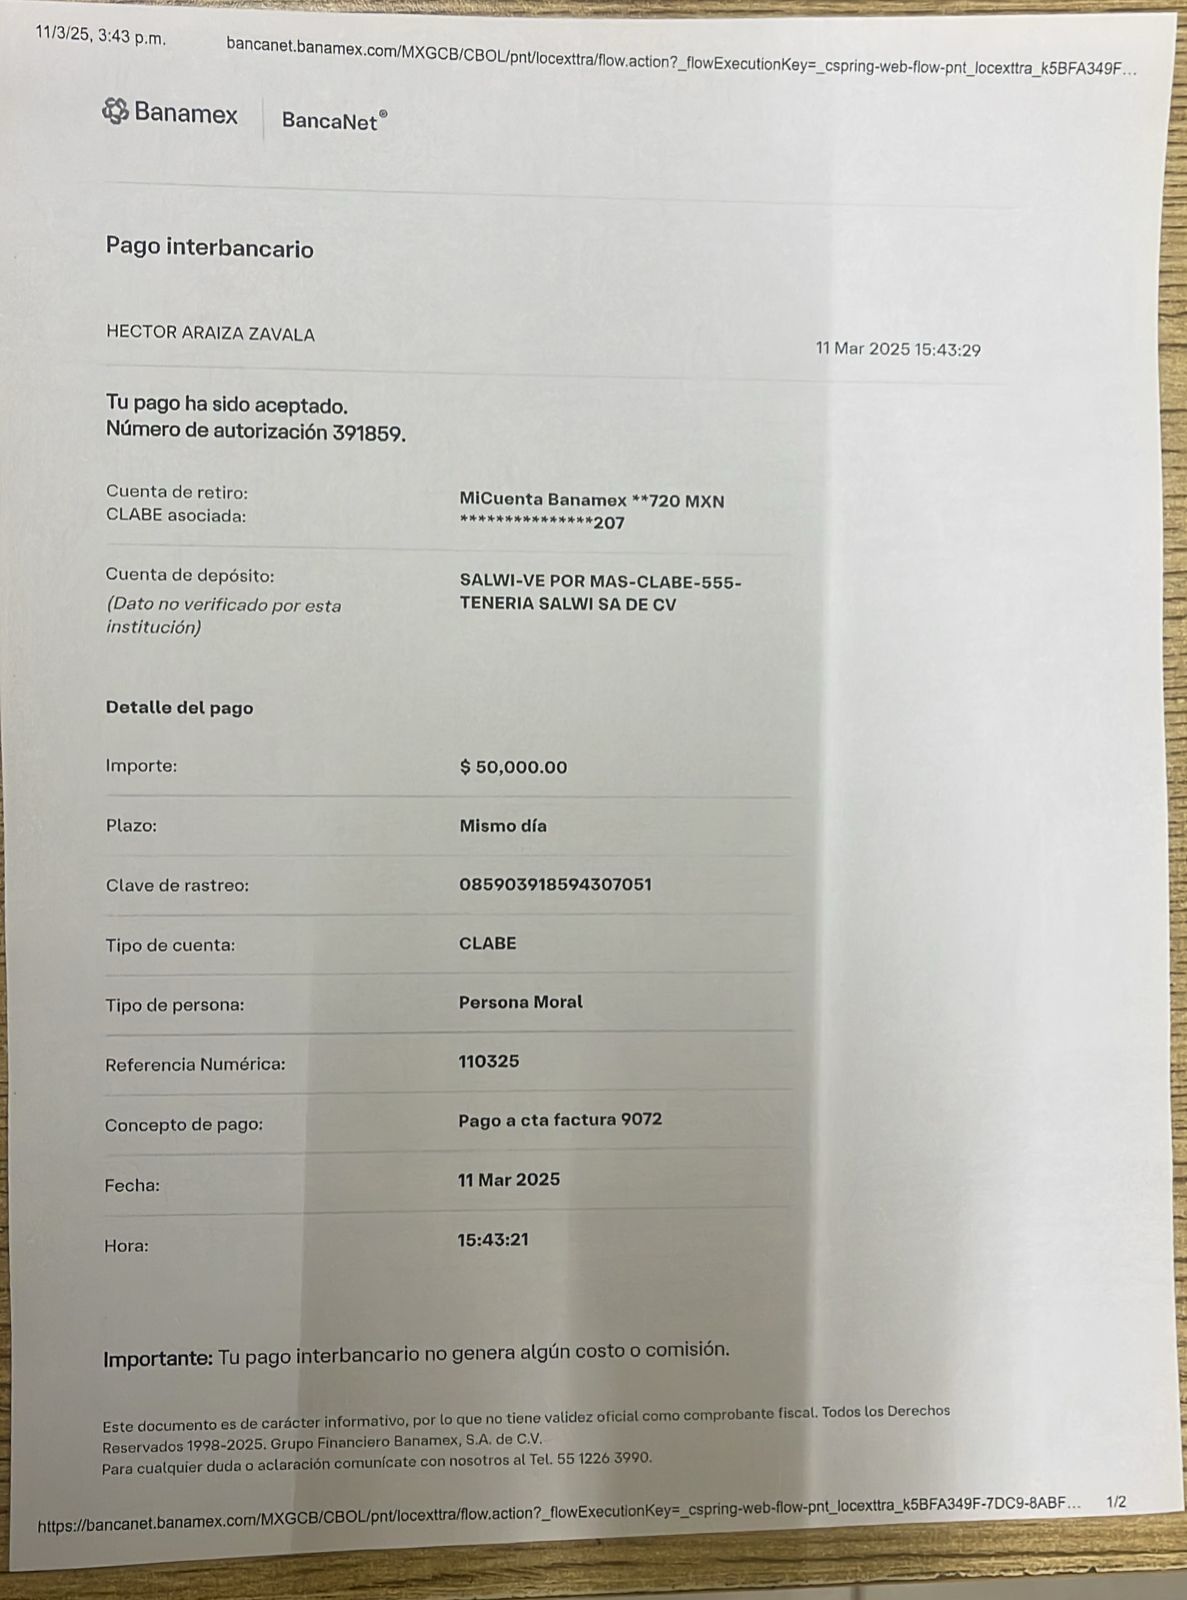 11/3/25, 3:43 p.m.
bancanet.banamex.com/MXGCB/CBOL/pnt/locexttra/flow.action?_flowExecutionKey=_cspring-web-flow-pnt_locexttra_k5BFA349F...
Banamex
BancaNet®
Pago interbancario
HECTOR ARAIZA ZAVALA
11 Mar 2025 15:43:29
Tu pago ha sido aceptado.
Número de autorización 391859.
Cuenta de retiro: MiCuenta Banamex **720 MXN
CLABE asociada: ***************207
Cuenta de depósito: SALWI-VE POR MAS-CLABE-555-
(Dato no verificado por esta TENERIA SALWI SA DE CV
institución)
Detalle del pago
Importe: $ 50,000.00
Plazo: Mismo día
Clave de rastreo: 085903918594307051
Tipo de cuenta: CLABE
Tipo de persona: Persona Moral
Referencia Numérica: 110325
Concepto de pago: Pago a cta factura 9072
Fecha: 11 Mar 2025
Hora: 15:43:21
Importante: Tu pago interbancario no genera algún costo o comisión.
Este documento es de carácter informativo, por lo que no tiene validez oficial como comprobante fiscal. Todos los Derechos
Reservados 1998-2025. Grupo Financiero Banamex, S.A. de C.V.
Para cualquier duda o aclaración comunícate con nosotros al Tel. 55 1226 3990.
https://bancanet.banamex.com/MXGCB/CBOL/pnt/locexttra/flow.action?_flowExecutionKey=_cspring-web-flow-pnt_locexttra_k5BFA349F-7DC9-8ABF... 1/2